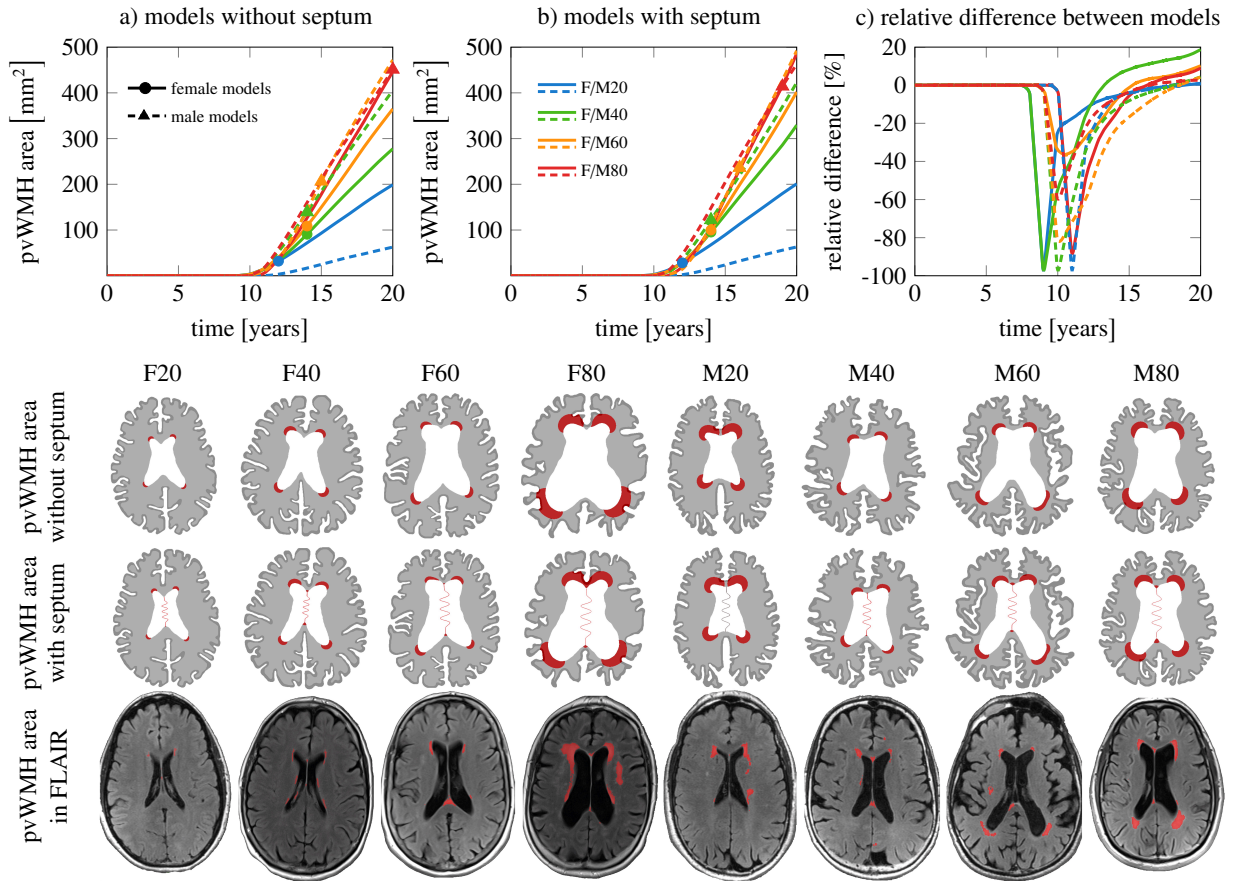 a) models without septum
b) models with septum
c) relative difference between models
pvWMH area [mm²]
500
400
300
200
100
0
5
10
15
20
time [years]
female models
male models
pvWMH area [mm²]
500
400
300
200
100
0
5
10
15
20
time [years]
F/M20
F/M40
F/M60
F/M80
relative difference [%]
20
0
-20
-40
-60
-80
-100
0
5
10
15
20
time [years]
F20
F40
F60
F80
M20
M40
M60
M80
pvWMH area
without septum
pvWMH area
with septum
pvWMH area
in FLAIR